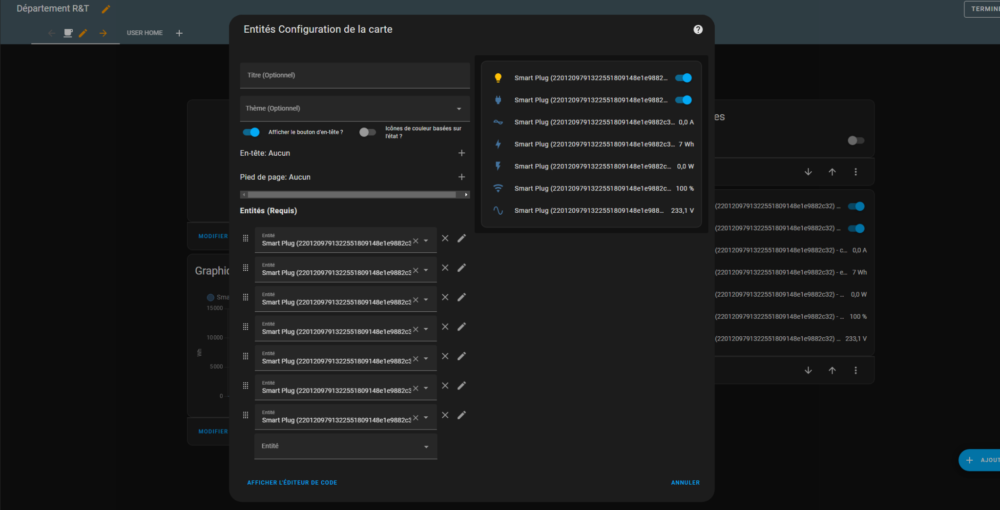 Département R&T
TERMINE
USER HOME
Entités Configuration de la carte
Titre (Optionnel)
Thème (Optionnel)
Afficher le bouton d'en-tête ?
Icônes de couleur basées sur
l'état ?
En-tête: Aucun
Pied de page: Aucun
Entités (Requis)
Entité
Smart Plug (2201209791322551809148e1e9882c3
Entité
Smart Plug (2201209791322551809148e1e9882c3
Entité
Smart Plug (2201209791322551809148e1e9882c3
Entité
Smart Plug (2201209791322551809148e1e9882c3
Entité
Smart Plug (2201209791322551809148e1e9882c3
Entité
Smart Plug (2201209791322551809148e1e9882c3
Entité
Smart Plug (2201209791322551809148e1e9882c3
Entité
AFFICHER L'ÉDITEUR DE CODE
ANNULER
Smart Plug (2201209791322551809148e1e9882...
Smart Plug (2201209791322551809148e1e9882...
Smart Plug (2201209791322551809148e1e9882c3... 0,0 A
Smart Plug (2201209791322551809148e1e9882c3... 7 Wh
Smart Plug (2201209791322551809148e1e9882c... 0,0 W
Smart Plug (2201209791322551809148e1e9882c... 100 %
Smart Plug (2201209791322551809148e1e988... 233,1 V
MODIFIER
Graphic
Sma
15000
10000
5000
0
Wh
MODIFIER
es
(2201209791322551809148e1e9882c32) ...
(2201209791322551809148e1e9882c32) ...
(2201209791322551809148e1e9882c32) - c... 0,0 A
(2201209791322551809148e1e9882c32) - e... 7 Wh
(2201209791322551809148e1e9882c32) - ... 0,0 W
(2201209791322551809148e1e9882c32) - ... 100 %
(2201209791322551809148e1e9882c32) ... 233,1 V
AJOUT